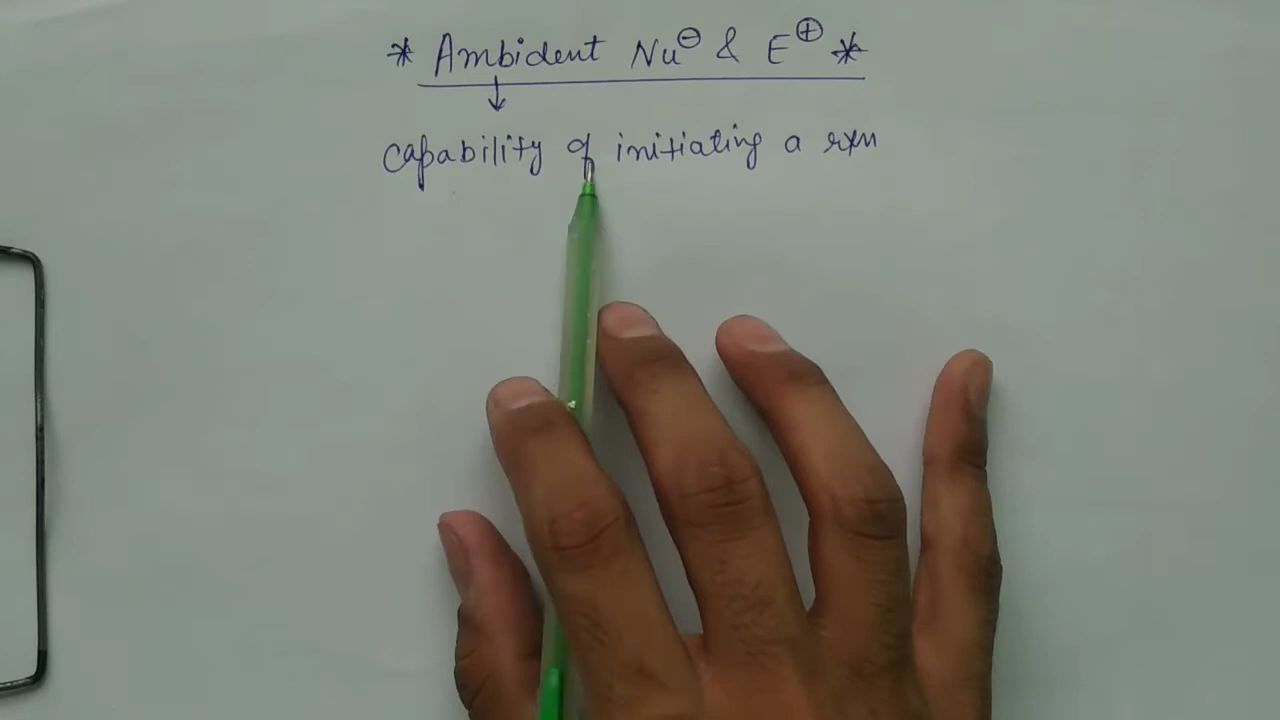 * Ambident Nu⊖ & E⊕ *
capability of initiating a rxn